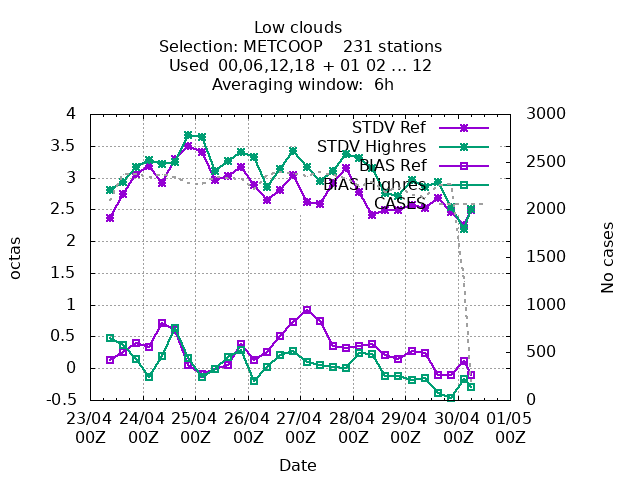 Low clouds
Selection: METCOOP 231 stations
Used 00,06,12,18 + 01 02 ... 12
Averaging window: 6h
4
3.5
3
2.5
2
1.5
1
0.5
0
-0.5
octas
3000
2500
2000
1500
1000
500
0
No cases
STDV Ref
STDV Highres
BIAS Ref
BIAS Highres
CASES
23/04 24/04 25/04 26/04 27/04 28/04 29/04 30/04 01/05
00Z 00Z 00Z 00Z 00Z 00Z 00Z 00Z 00Z
Date